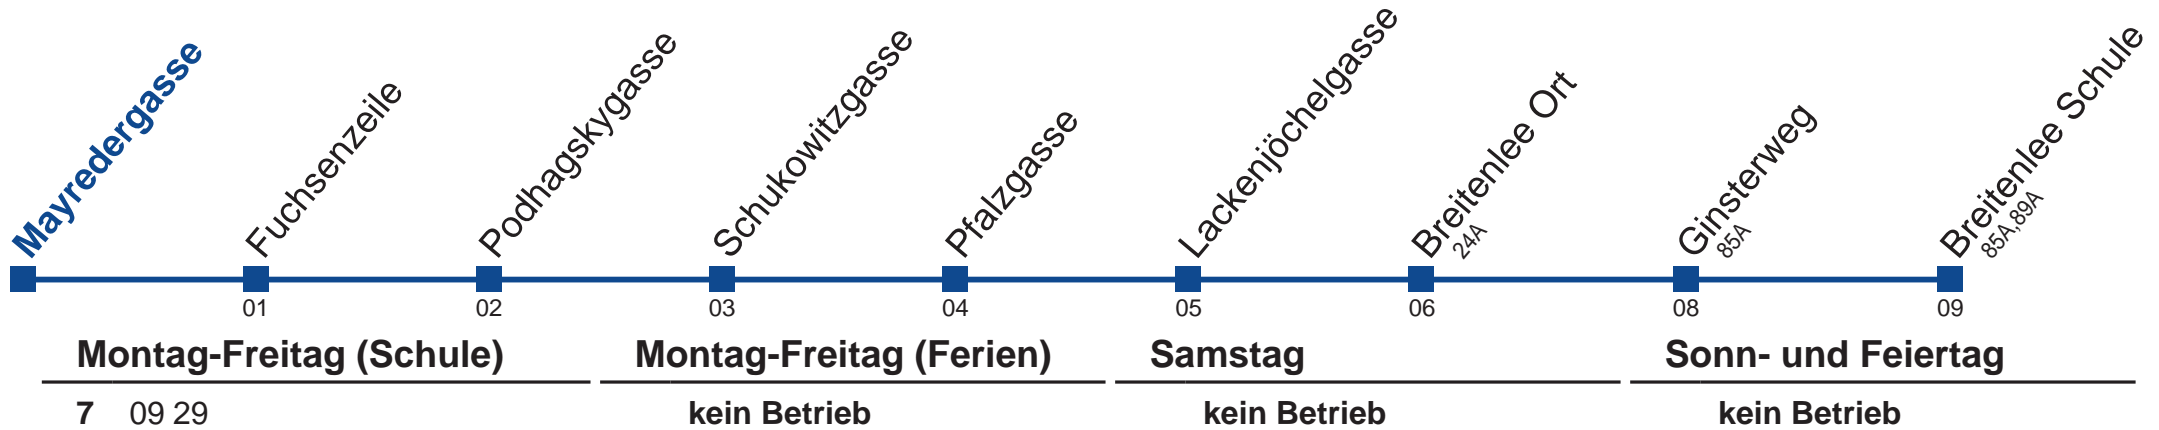 Mayredergasse
Fuchsenzeile
Podhagskygasse
Schukowitzgasse
Pfalzgasse
Lackenjöchelgasse
Breitenlee Ort
24A
Ginsterweg
85A
Breitenlee Schule
85A,89A
01 02 03 04 05 06 08 09
Montag-Freitag (Schule) Montag-Freitag (Ferien) Samstag Sonn- und Feiertag
7 09 29 kein Betrieb kein Betrieb kein Betrieb